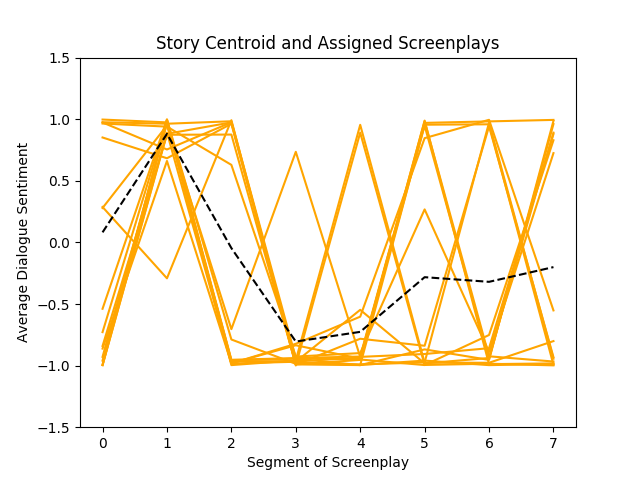 Story Centroid and Assigned Screenplays
1.5
1.0
0.5
0.0
−0.5
−1.0
−1.5
Average Dialogue Sentiment
0 1 2 3 4 5 6 7
Segment of Screenplay